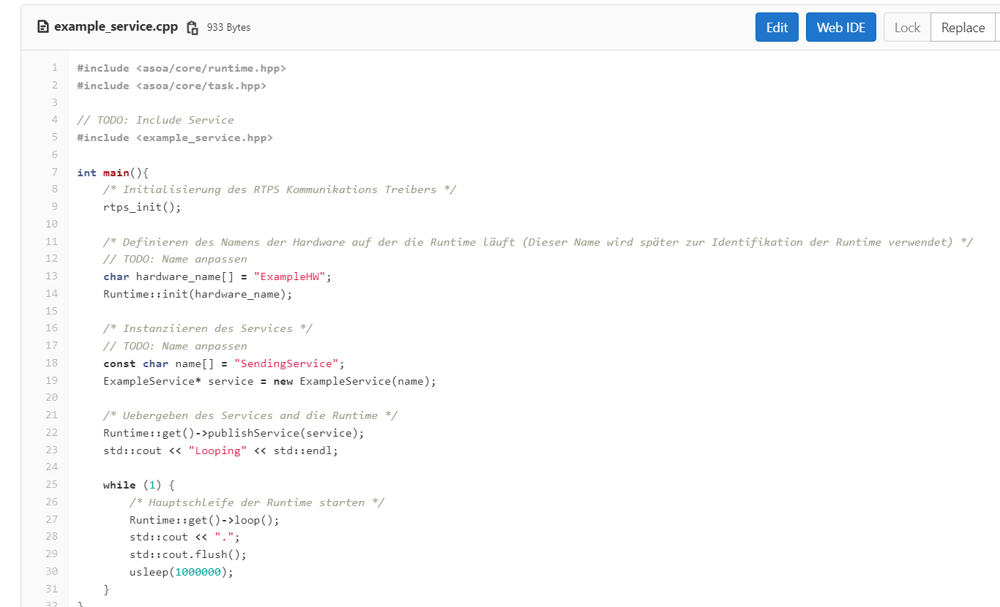 example_service.cpp 933 Bytes Edit Web IDE Lock Replace
1 #include <asoa/core/runtime.hpp>
2 #include <asoa/core/task.hpp>
3
4 // TODO: Include Service
5 #include <example_service.hpp>
6
7 int main(){
8     /* Initialisierung des RTPS Kommunikations Treibers */
9     rtps_init();
10
11     /* Definieren des Namens der Hardware auf der die Runtime läuft (Dieser Name wird später zur Identifikation der Runtime verwendet) */
12     // TODO: Name anpassen
13     char hardware_name[] = "ExampleHW";
14     Runtime::init(hardware_name);
15
16     /* Instanziieren des Services */
17     // TODO: Name anpassen
18     const char name[] = "SendingService";
19     ExampleService* service = new ExampleService(name);
20
21     /* Uebergeben des Services and die Runtime */
22     Runtime::get()->publishService(service);
23     std::cout << "Looping" << std::endl;
24
25     while (1) {
26         /* Hauptschleife der Runtime starten */
27         Runtime::get()->loop();
28         std::cout << ".";
29         std::cout.flush();
30         usleep(1000000);
31     }
32 }